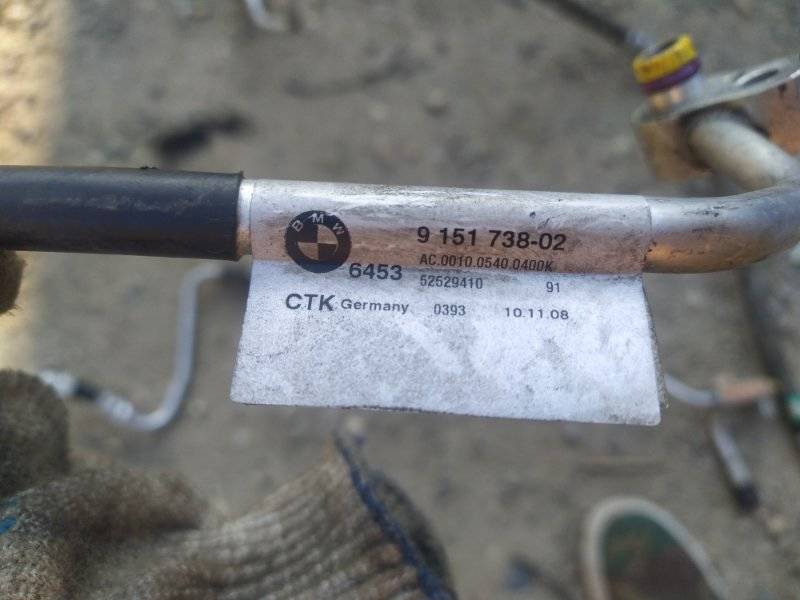 BMW
9 151 738-02
AC.0010.0540.0400K
6453 52529410 91
CTK Germany 0393 10.11.08